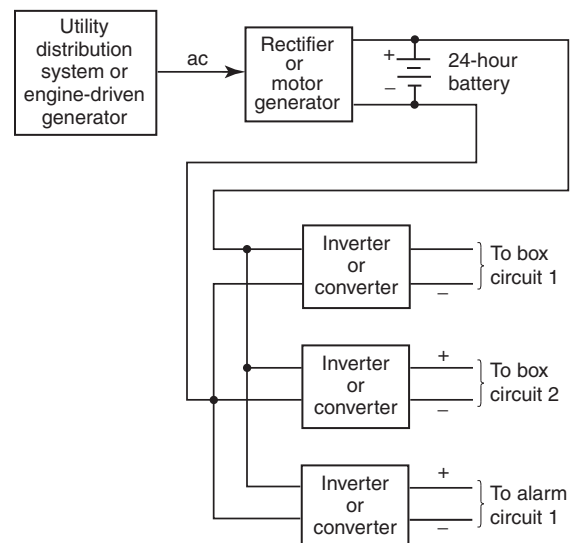 Utility
distribution
system or
engine-driven
generator
ac
Rectifier
or
motor
generator
+
–
24-hour
battery
Inverter
or
converter
–
To box
circuit 1
Inverter
or
converter
+
–
To box
circuit 2
Inverter
or
converter
+
–
To alarm
circuit 1